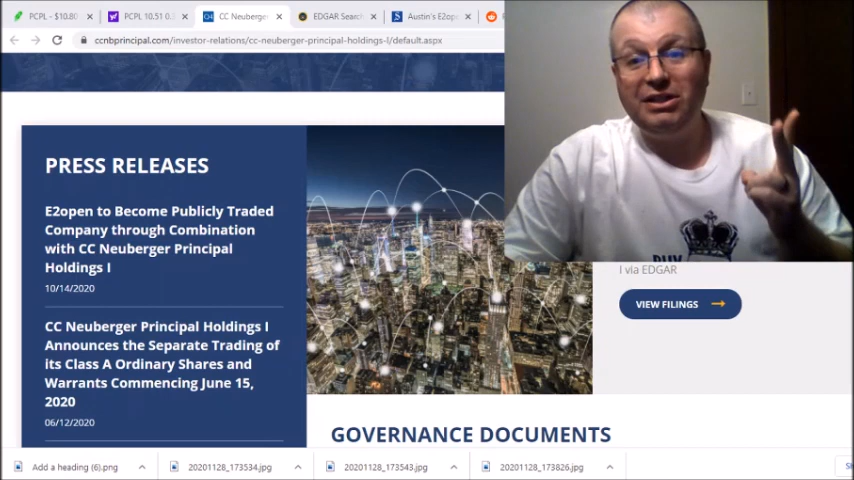 PCPL - $10.80
PCPL 10.51 0.
CC Neuberger
EDGAR Search
Austin's E2ope
ccnbprincipal.com/investor-relations/cc-neuberger-principal-holdings-I/default.aspx
PRESS RELEASES
E2open to Become Publicly Traded
Company through Combination
with CC Neuberger Principal
Holdings I
10/14/2020
CC Neuberger Principal Holdings I
Announces the Separate Trading of
its Class A Ordinary Shares and
Warrants Commencing June 15,
2020
06/12/2020
I via EDGAR
VIEW FILINGS
GOVERNANCE DOCUMENTS
Add a heading (6).png
20201128_173534.jpg
20201128_173543.jpg
20201128_173826.jpg